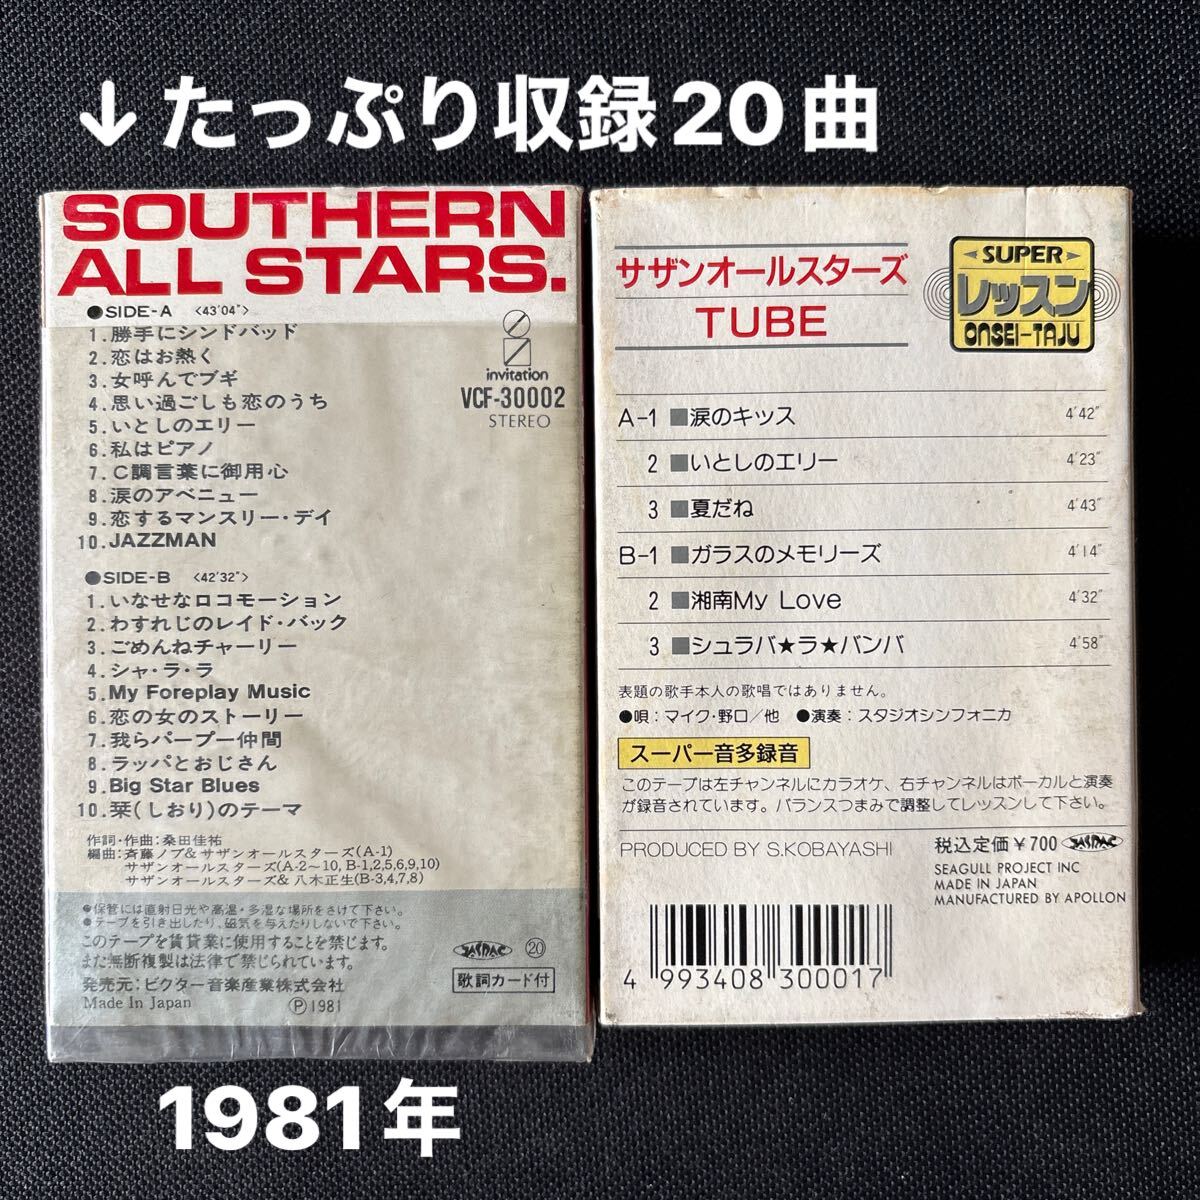 ↓たっぷり収録20曲
SOUTHERN
ALL STARS.
●SIDE-A 〈43'04"〉
1.勝手にシンドバッド
2.恋はお熱く
3.女呼んでブギ
4.思い過ごしも恋のうち
5.いとしのエリー
6.私はピアノ
7.C調言葉に御用心
8.涙のアベニュー
9.恋するマンスリー・デイ
10.JAZZMAN
invitation
VCF-30002
STEREO
●SIDE-B 〈42'32"〉
1.いなせなロコモーション
2.わすれじのレイド・バック
3.ごめんねチャーリー
4.シャ・ラ・ラ
5.My Foreplay Music
6.恋の女のストーリー
7.我らパープー仲間
8.ラッパとおじさん
9.Big Star Blues
10.栞(しおり)のテーマ
作詞・作曲:桑田佳祐
編曲:斉藤ノブ&サザンオールスターズ(A-1)
サザンオールスターズ(A-2~10, B-1,2,5,6,9,10)
サザンオールスターズ& 八木正生(B-3,4,7,8)
●保管には直射日光や高温・多湿な場所をさけて下さい。
●テープを引き出したり、磁気を与えたりしないで下さい。
このテープを賃貸業に使用することを禁じます。
また無断複製は法律で禁じられています。
発売元:ビクター音楽産業株式会社
Made In Japan Ⓟ1981
JASRAC ⑳
歌詞カード付
サザンオールスターズ
TUBE
SUPER
レッスン
ONSEI-TAJU
A-1 ■涙のキッス 4'42"
2 ■いとしのエリー 4'23"
3 ■夏だね 4'43"
B-1 ■ガラスのメモリーズ 4'14"
2 ■湘南My Love 4'32"
3 ■シュラバ★ラ★バンバ 4'58"
表題の歌手本人の歌唱ではありません。
●唄:マイク・野口/他 ●演奏:スタジオシンフォニカ
スーパー音多録音
このテープは左チャンネルにカラオケ、右チャンネルはボーカルと演奏
が録音されています。バランスつまみで調整してレッスンして下さい。
PRODUCED BY S.KOBAYASHI
税込定価¥700 JASRAC
SEAGULL PROJECT INC
MADE IN JAPAN
MANUFACTURED BY APOLLON
4 993408 300017
1981年